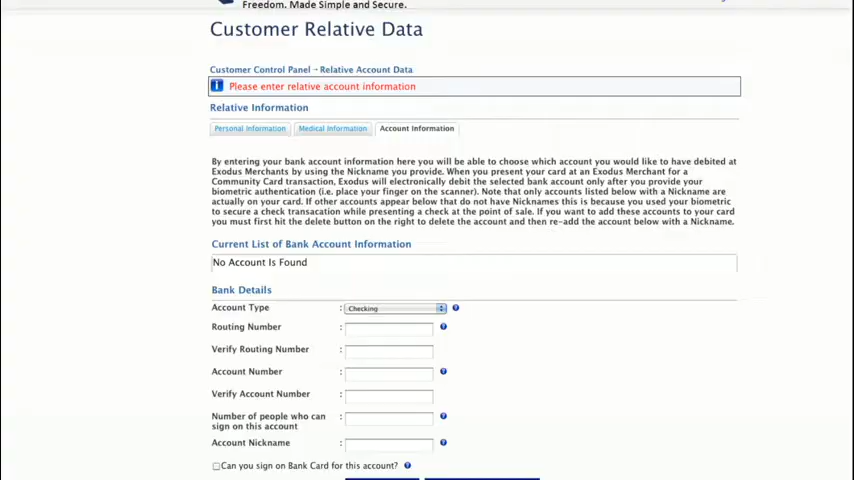 Freedom. Made Simple and Secure.
Customer Relative Data
Customer Control Panel → Relative Account Data
Please enter relative account information
Relative Information
Personal Information Medical Information Account Information
By entering your bank account information here you will be able to choose which account you would like to have debited at
Exodus Merchants by using the Nickname you provide. When you present your card at an Exodus Merchant for a
Community Card transaction, Exodus will electronically debit the selected bank account only after you provide your
biometric authentication (i.e. place your finger on the scanner). Note that only accounts listed below with a Nickname are
actually on your card. If other accounts appear below that do not have Nicknames this is because you used your biometric
to secure a check transacation while presenting a check at the point of sale. If you want to add these accounts to your card
you must first hit the delete button on the right to delete the account and then re-add the account below with a Nickname.
Current List of Bank Account Information
No Account Is Found
Bank Details
Account Type : Checking
Routing Number :
Verify Routing Number :
Account Number :
Verify Account Number :
Number of people who can :
sign on this account
Account Nickname :
Can you sign on Bank Card for this account?